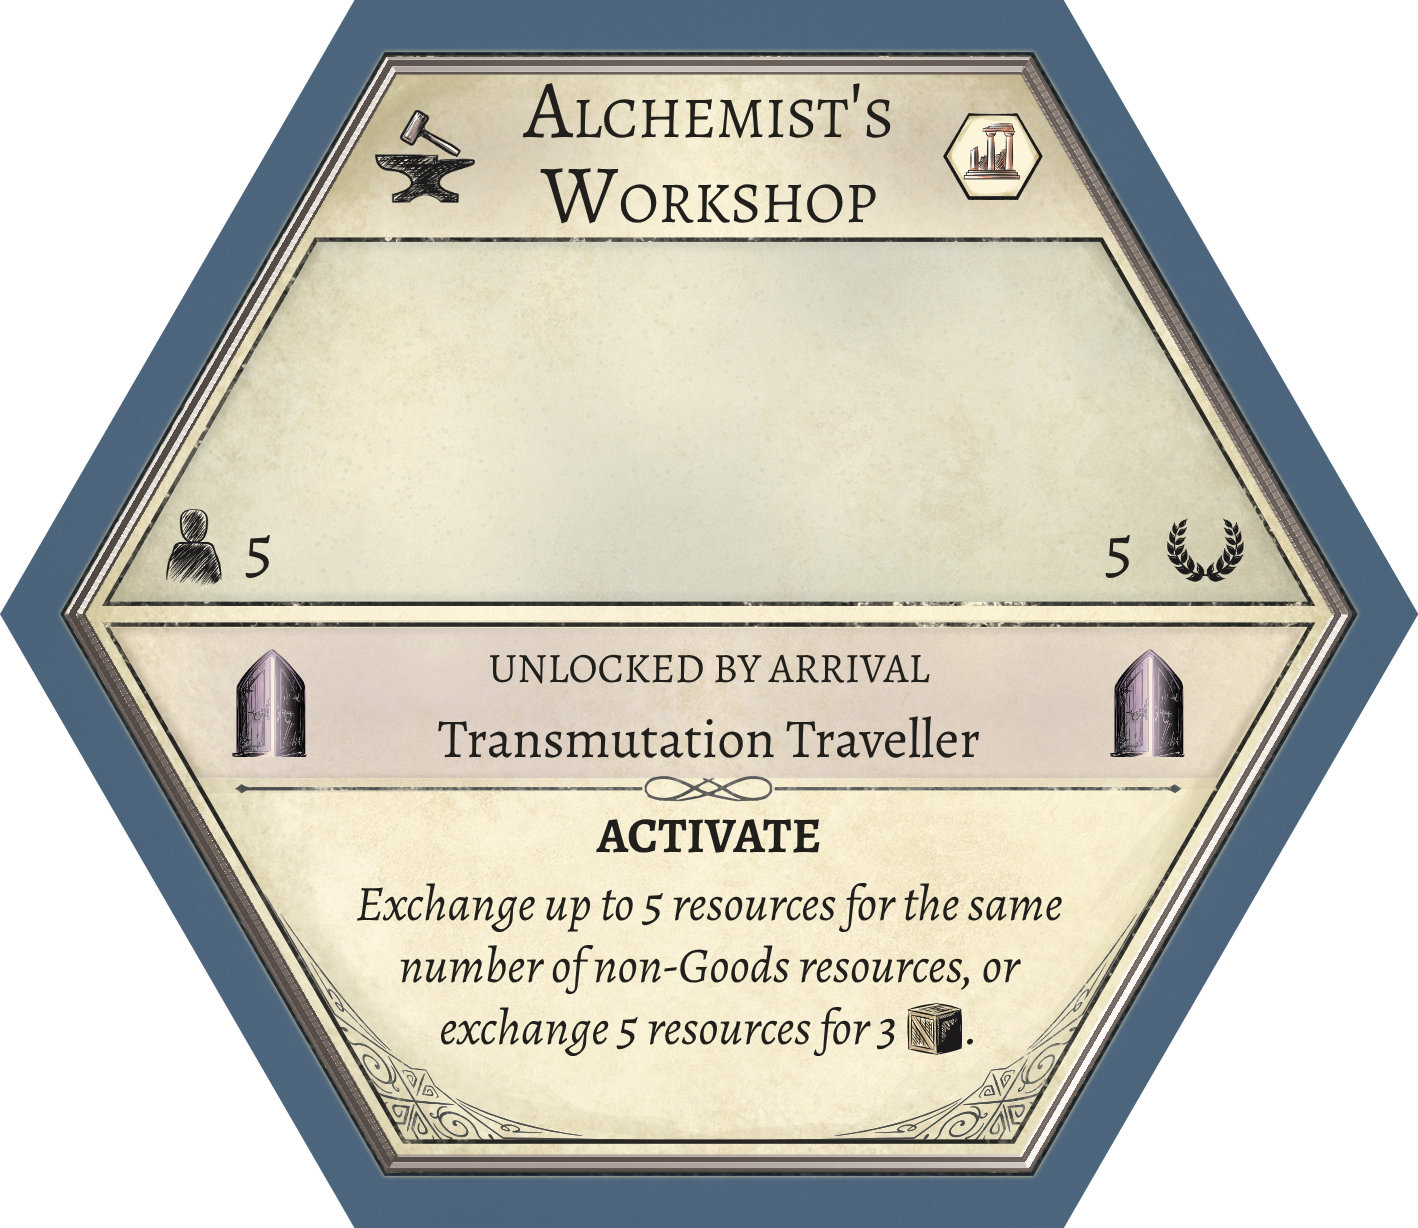 Alchemist's
Workshop
5
5
UNLOCKED BY ARRIVAL
Transmutation Traveller
ACTIVATE
Exchange up to 5 resources for the same
number of non-Goods resources, or
exchange 5 resources for 3 .